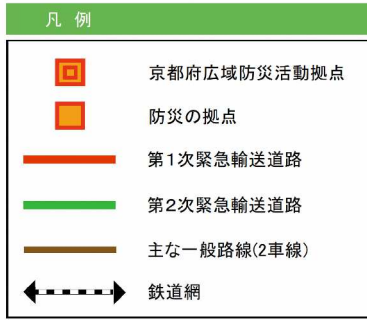 凡 例
京都府広域防災活動拠点
防災の拠点
第1次緊急輸送道路
第2次緊急輸送道路
主な一般路線(2車線)
鉄道網